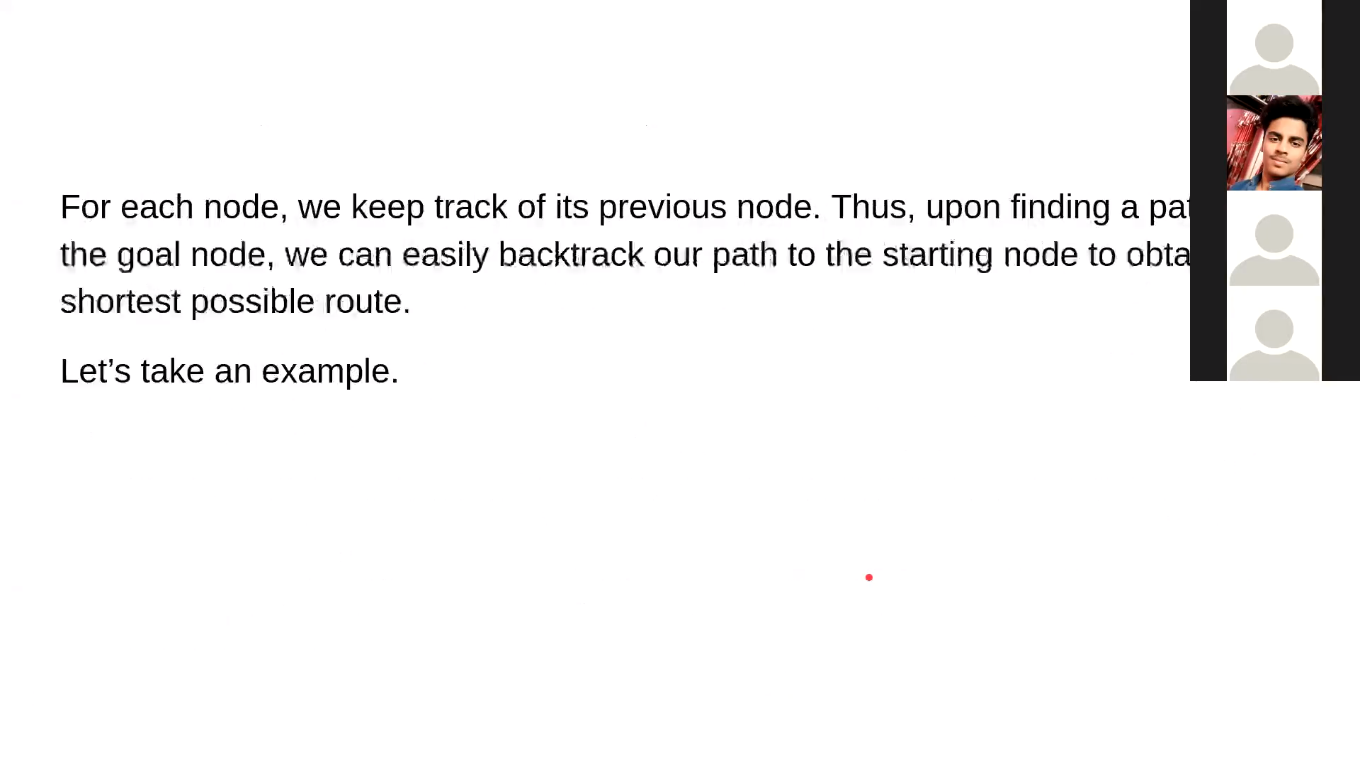 For each node, we keep track of its previous node. Thus, upon finding a
the goal node, we can easily backtrack our path to the starting node to
shortest possible route.
Let’s take an example.